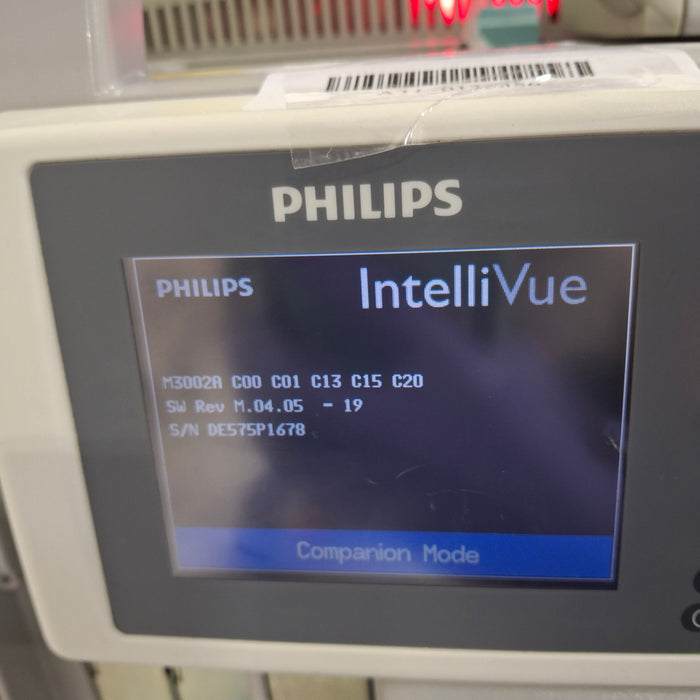 PHILIPS
PHILIPS IntelliVue
M3002A C00 C01 C13 C15 C20
SW Rev M.04.05 - 19
S/N DE575P1678
Companion Mode